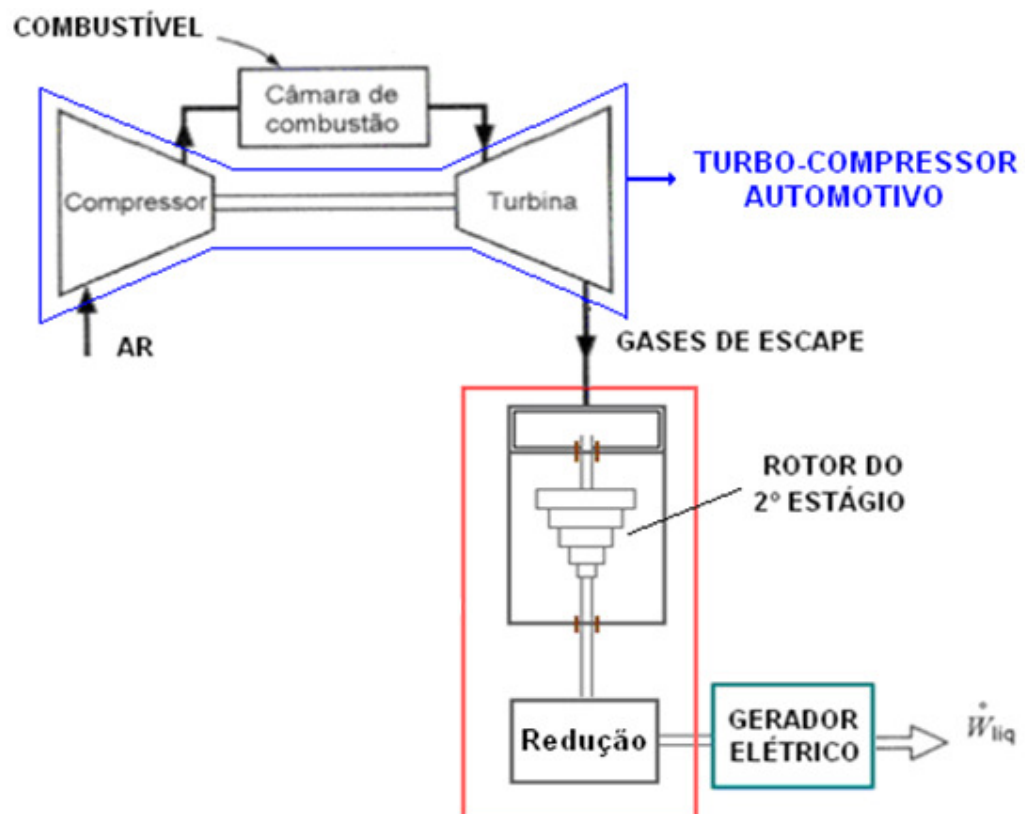 COMBUSTÍVEL
Câmara de
combustão
Compressor
Turbina
TURBO-COMPRESSOR
AUTOMOTIVO
AR
GASES DE ESCAPE
ROTOR DO
2° ESTÁGIO
Redução
GERADOR
ELÉTRICO
Ẇliq